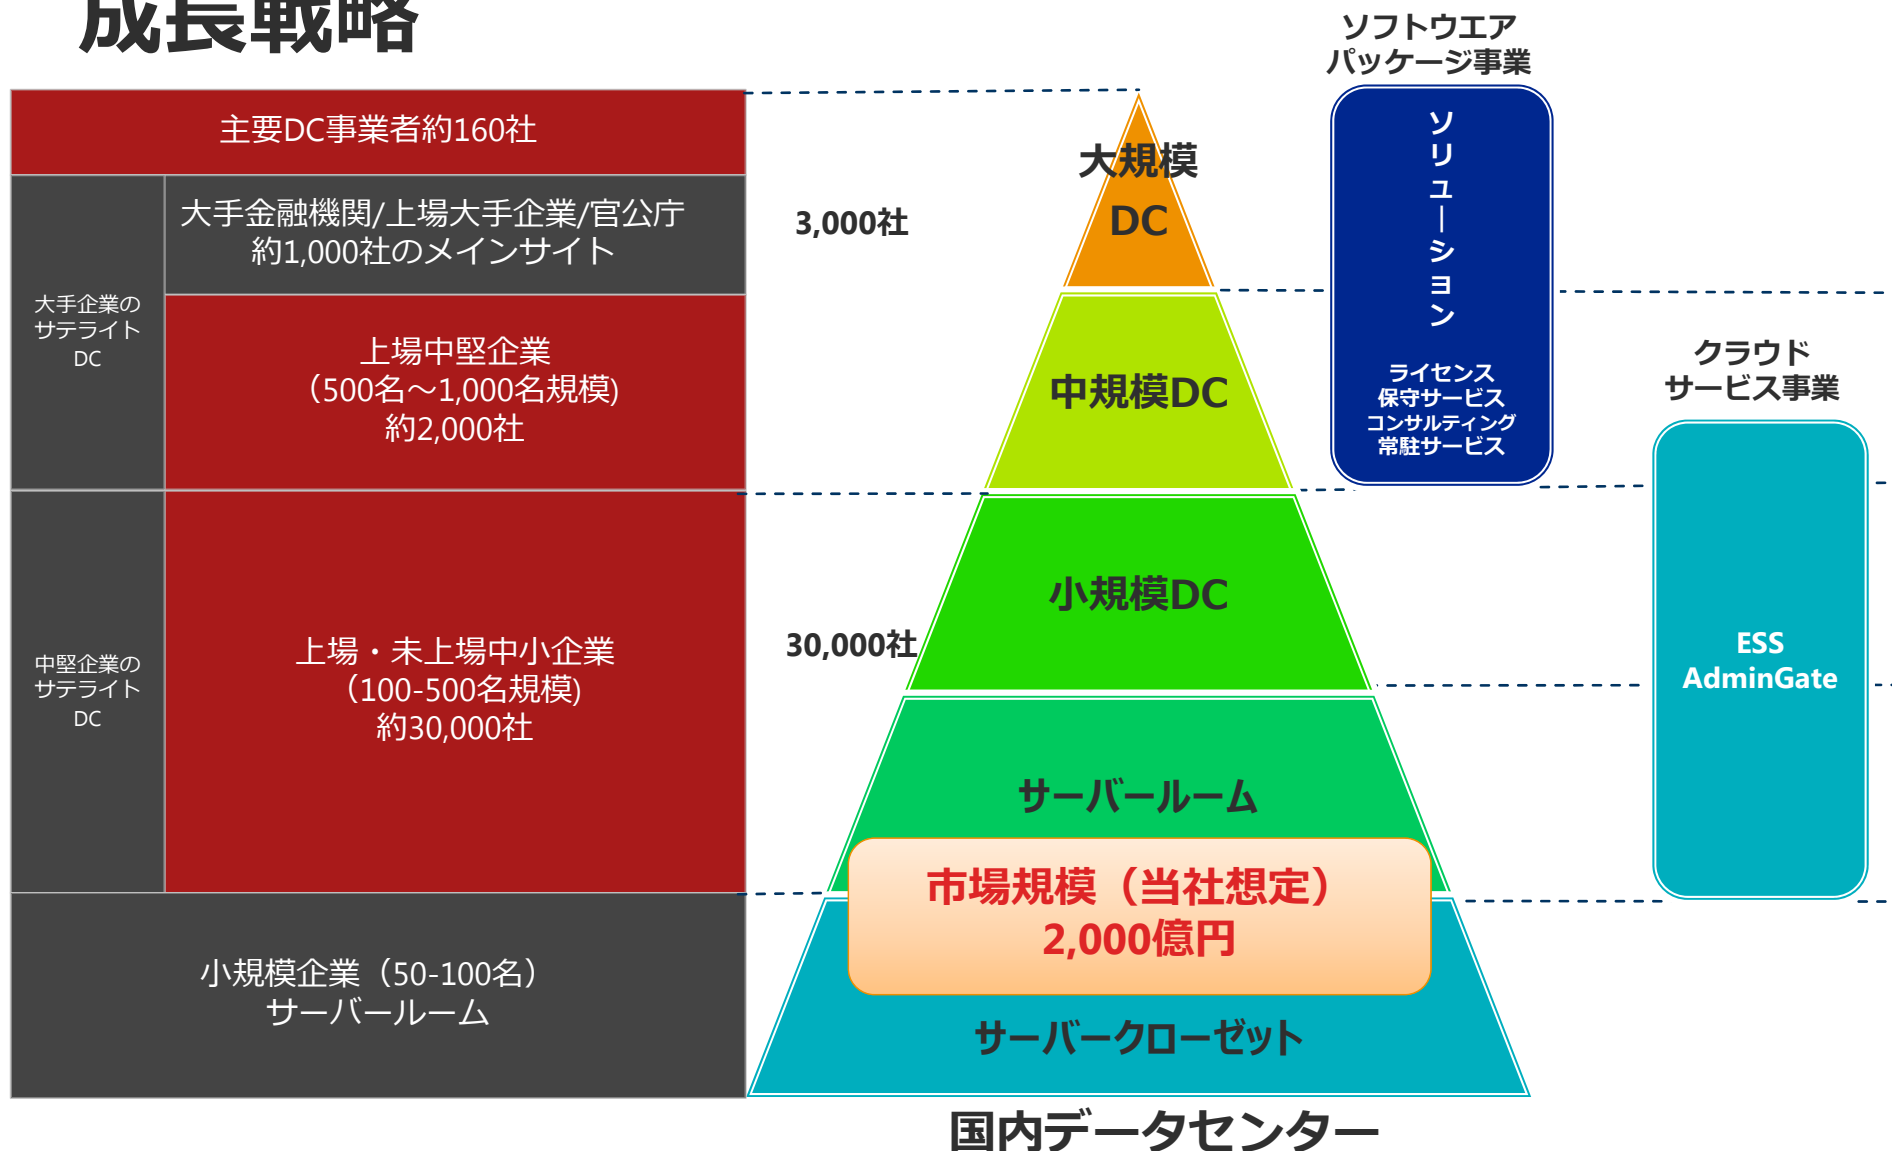 成長戦略
主要DC事業者約160社
大手企業の
サテライト
DC
大手金融機関/上場大手企業/官公庁
約1,000社のメインサイト
上場中堅企業
（500名～1,000名規模)
約2,000社
中堅企業の
サテライト
DC
上場・未上場中小企業
（100-500名規模)
約30,000社
小規模企業（50-100名）
サーバールーム
3,000社
30,000社
大規模
DC
中規模DC
小規模DC
サーバールーム
市場規模（当社想定）
2,000億円
サーバークローゼット
国内データセンター
ソフトウエア
パッケージ事業
ソリューション
ライセンス
保守サービス
コンサルティング
常駐サービス
クラウド
サービス事業
ESS
AdminGate